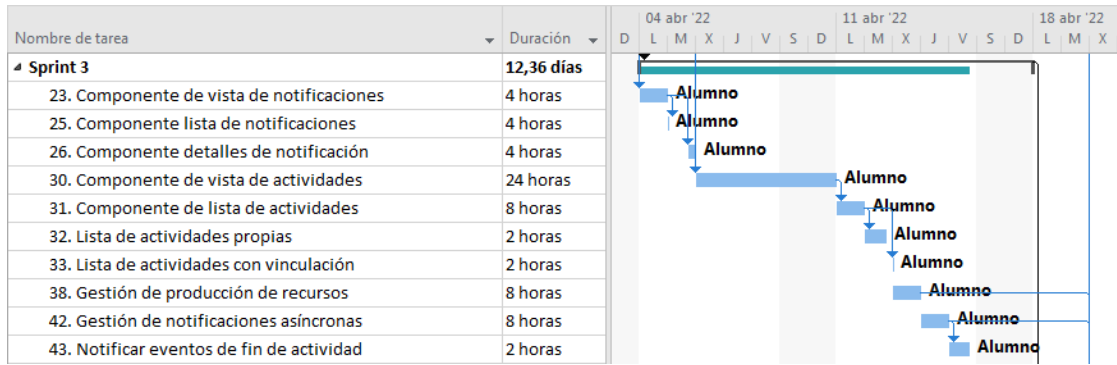 04 abr '22 11 abr '22 18 abr '22
Nombre de tarea Duración D L M X J V S D L M X J V S D L M X
Sprint 3 12,36 días
23. Componente de vista de notificaciones 4 horas Alumno
25. Componente lista de notificaciones 4 horas Alumno
26. Componente detalles de notificación 4 horas Alumno
30. Componente de vista de actividades 24 horas Alumno
31. Componente de lista de actividades 8 horas Alumno
32. Lista de actividades propias 2 horas Alumno
33. Lista de actividades con vinculación 2 horas Alumno
38. Gestión de producción de recursos 8 horas Alumno
42. Gestión de notificaciones asíncronas 8 horas Alumno
43. Notificar eventos de fin de actividad 2 horas Alumno